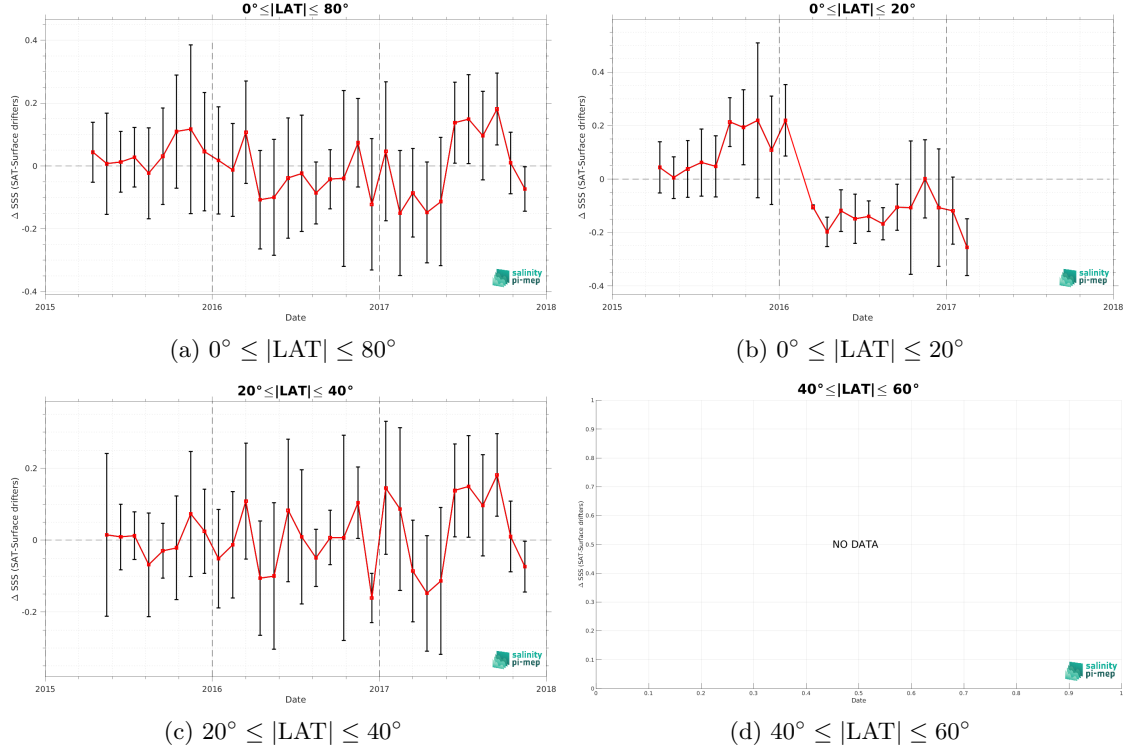 0°≤|LAT|≤ 80°
Δ SSS (SAT-Surface drifters)
0.4
0.2
0
-0.2
-0.4
2015
2016
2017
2018
Date
salinity
pi-mep
(a) 0° ≤ |LAT| ≤ 80°
0°≤|LAT|≤ 20°
Δ SSS (SAT-Surface drifters)
0.4
0.2
0
-0.2
-0.4
2015
2016
2017
2018
Date
salinity
pi-mep
(b) 0° ≤ |LAT| ≤ 20°
20°≤|LAT|≤ 40°
Δ SSS (SAT-Surface drifters)
0.2
0
-0.2
2015
2016
2017
2018
Date
salinity
pi-mep
(c) 20° ≤ |LAT| ≤ 40°
40°≤|LAT|≤ 60°
Δ SSS (SAT-Surface drifters)
1
0.9
0.8
0.7
0.6
0.5
0.4
0.3
0.2
0.1
0
NO DATA
0
0.1
0.2
0.3
0.4
0.5
0.6
0.7
0.8
0.9
1
Date
salinity
pi-mep
(d) 40° ≤ |LAT| ≤ 60°